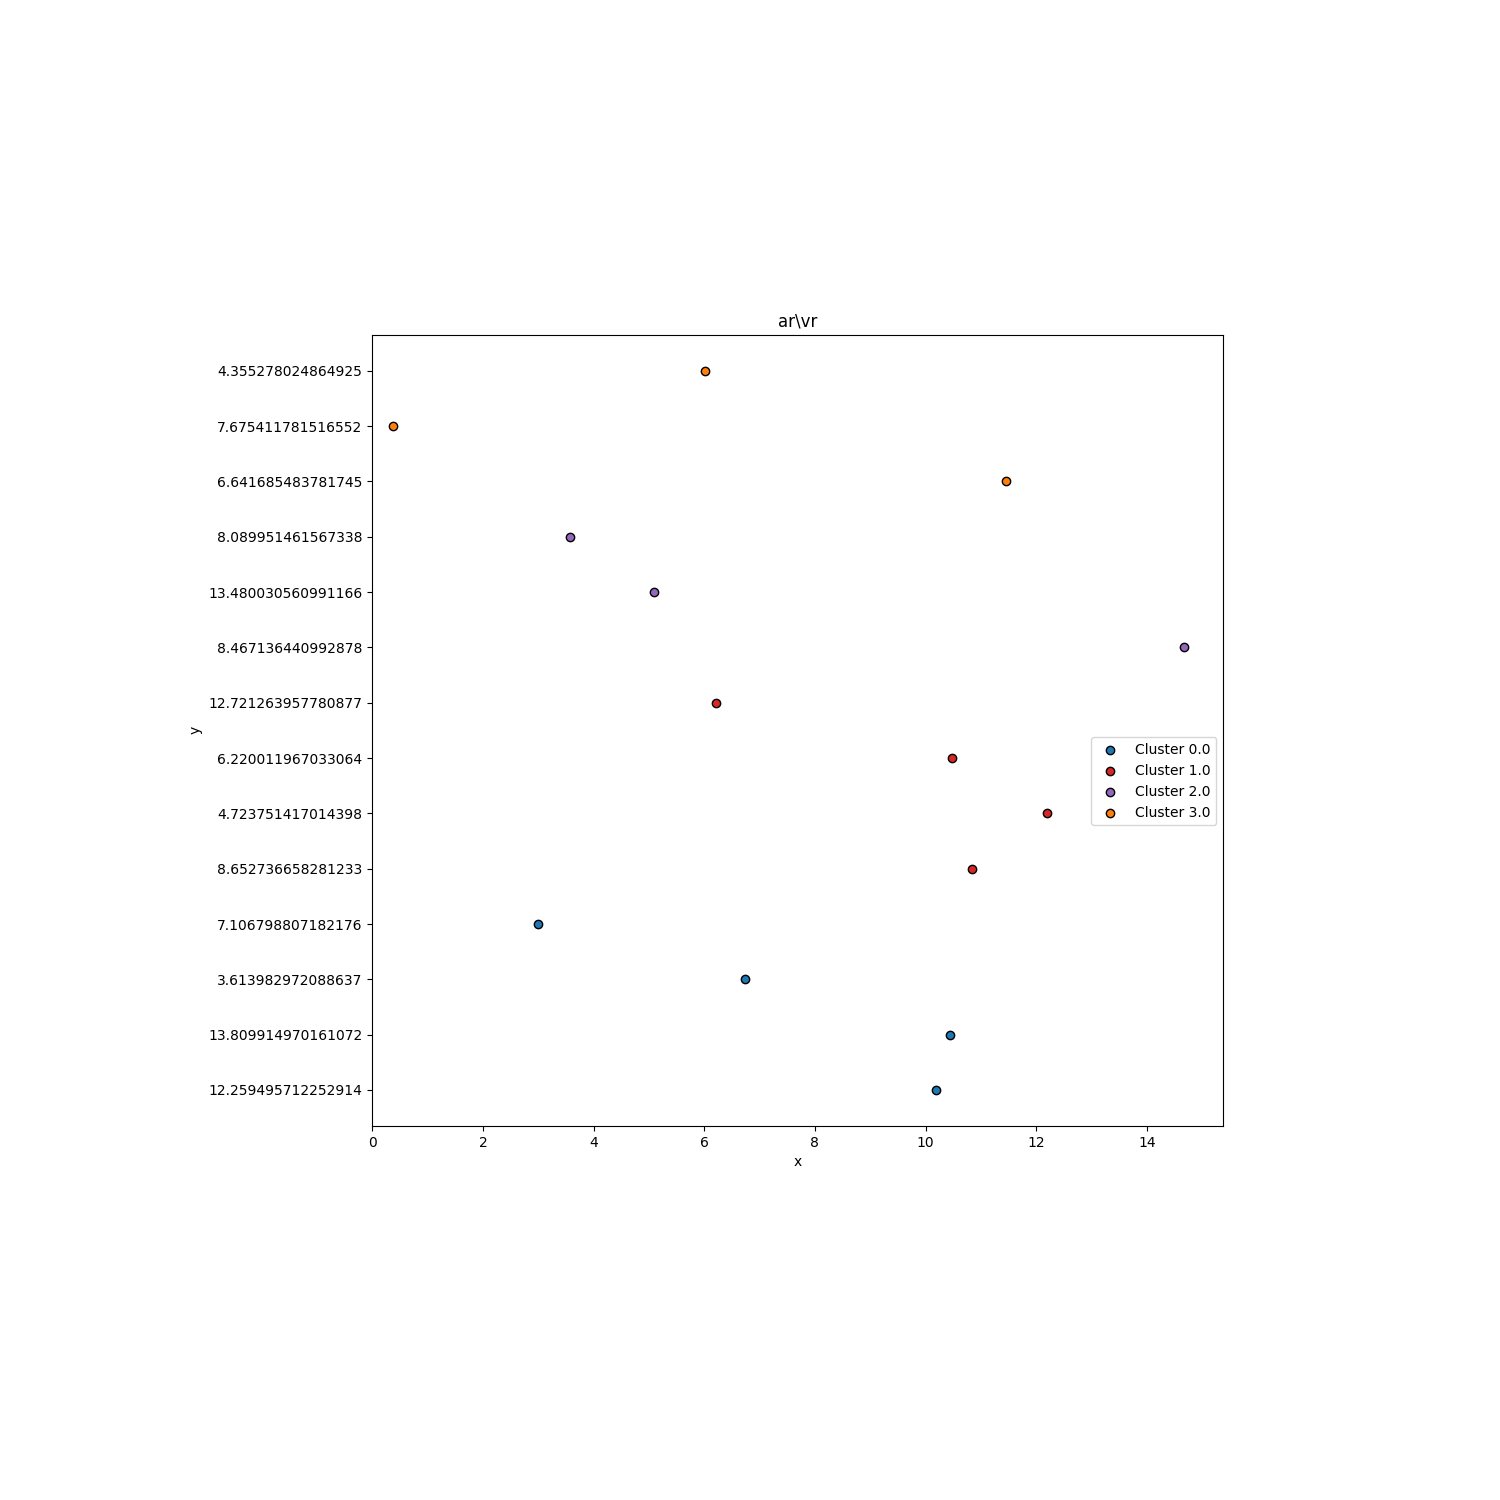 ar\vr
4.355278024864925
7.675411781516552
6.641685483781745
8.089951461567338
13.480030560991166
8.467136440992878
12.721263957780877
6.220011967033064
4.723751417014398
8.652736658281233
7.106798807182176
3.613982972088637
13.809914970161072
12.259495712252914
y
Cluster 0.0
Cluster 1.0
Cluster 2.0
Cluster 3.0
0 2 4 6 8 10 12 14
x